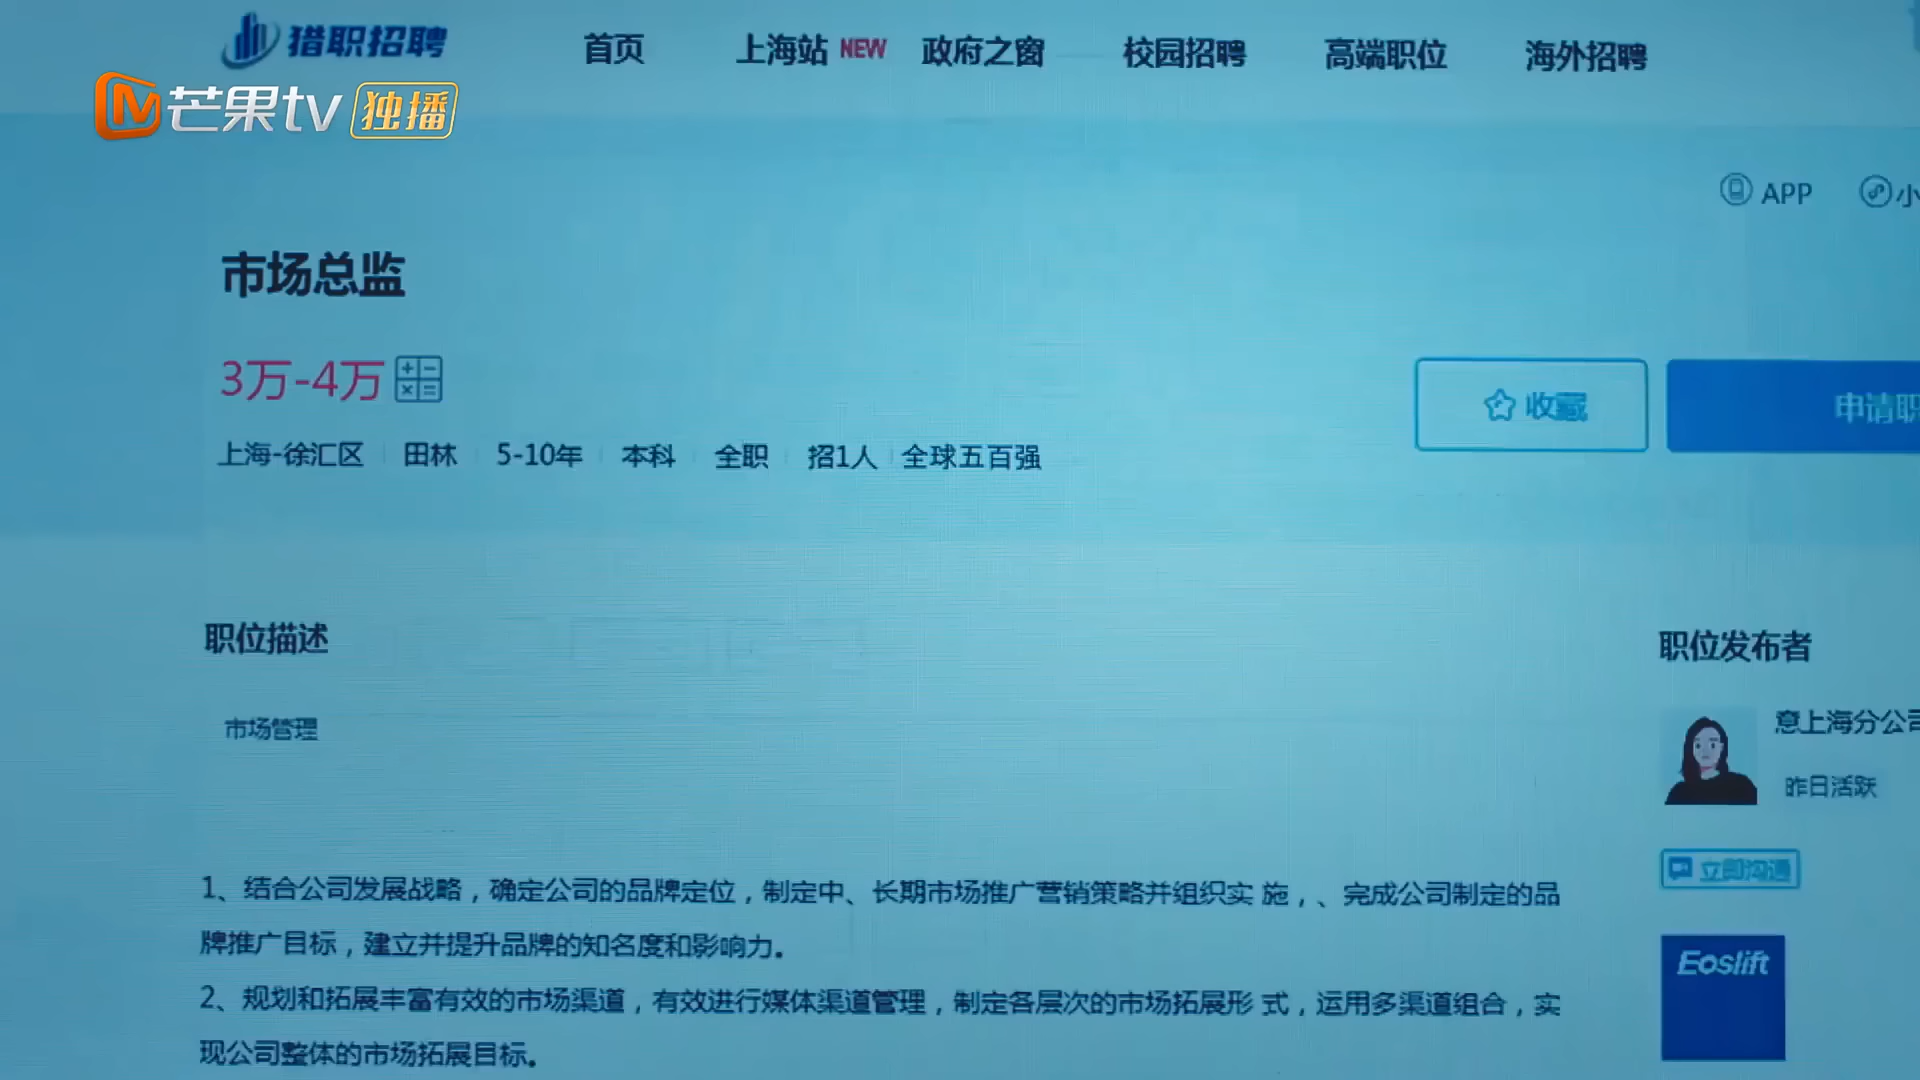 猎职招聘 首页 上海站 NEW 政府之窗 校园招聘 高端职位 海外招聘
芒果tv 独播
APP 小
市场总监
3万-4万
收藏 申请职
上海-徐汇区 田林 5-10年 本科 全职 招1人 全球五百强
职位描述
职位发布者
市场管理
意上海分公司
昨日活跃
立即沟通
1、结合公司发展战略，确定公司的品牌定位，制定中、长期市场推广营销策略并组织实 施，、完成公司制定的品
牌推广目标，建立并提升品牌的知名度和影响力。
Eoslift
2、规划和拓展丰富有效的市场渠道，有效进行媒体渠道管理，制定各层次的市场拓展形 式，运用多渠道组合，实
现公司整体的市场拓展目标。